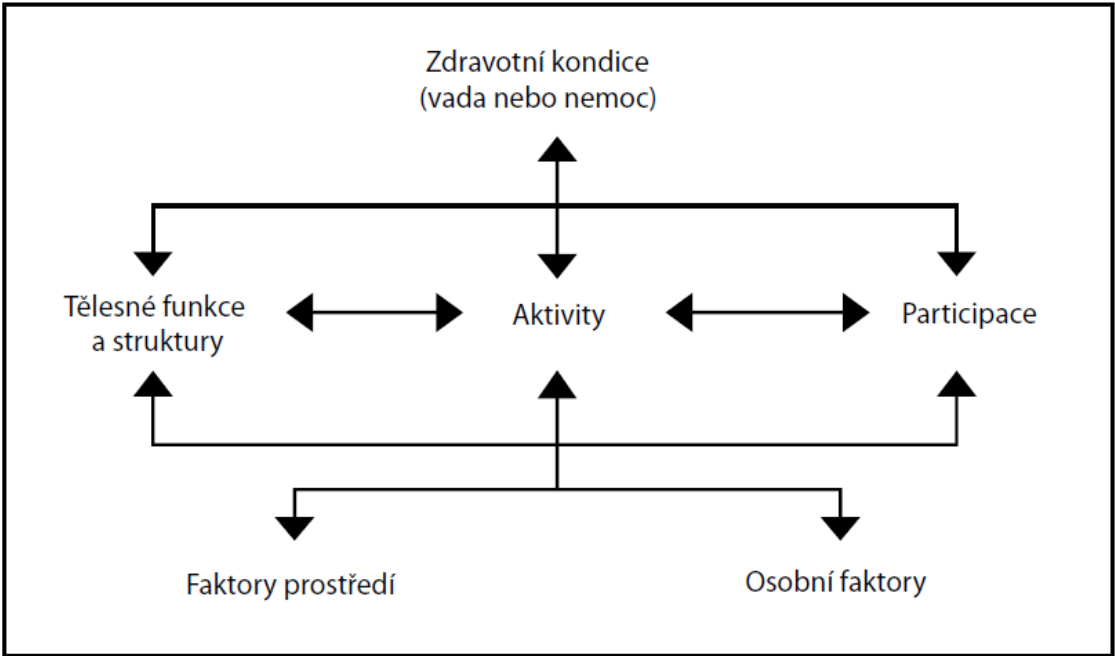 Zdravotní kondice
(vada nebo nemoc)
Tělesné funkce
a struktury
Aktivity
Participace
Faktory prostředí
Osobní faktory